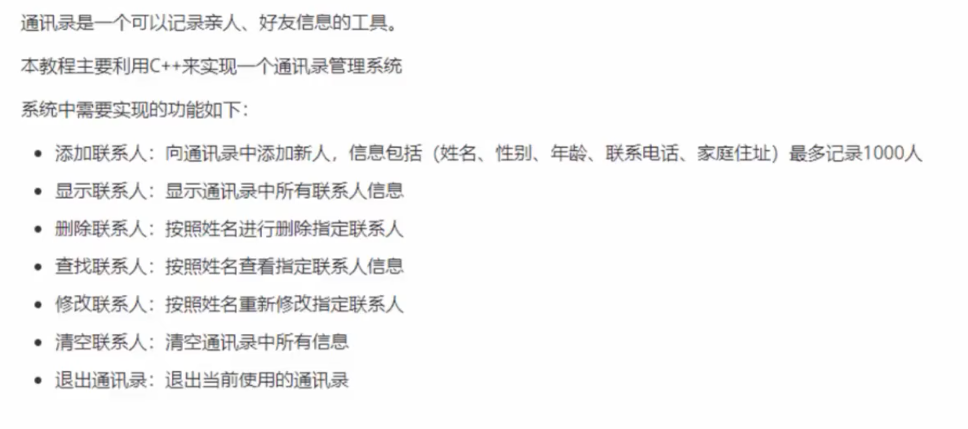 通讯录是一个可以记录亲人、好友信息的工具。
本教程主要利用C++来实现一个通讯录管理系统
系统中需要实现的功能如下：
• 添加联系人：向通讯录中添加新人，信息包括（姓名、性别、年龄、联系电话、家庭住址）最多记录1000人
• 显示联系人：显示通讯录中所有联系人信息
• 删除联系人：按照姓名进行删除指定联系人
• 查找联系人：按照姓名查看指定联系人信息
• 修改联系人：按照姓名重新修改指定联系人
• 清空联系人：清空通讯录中所有信息
• 退出通讯录：退出当前使用的通讯录